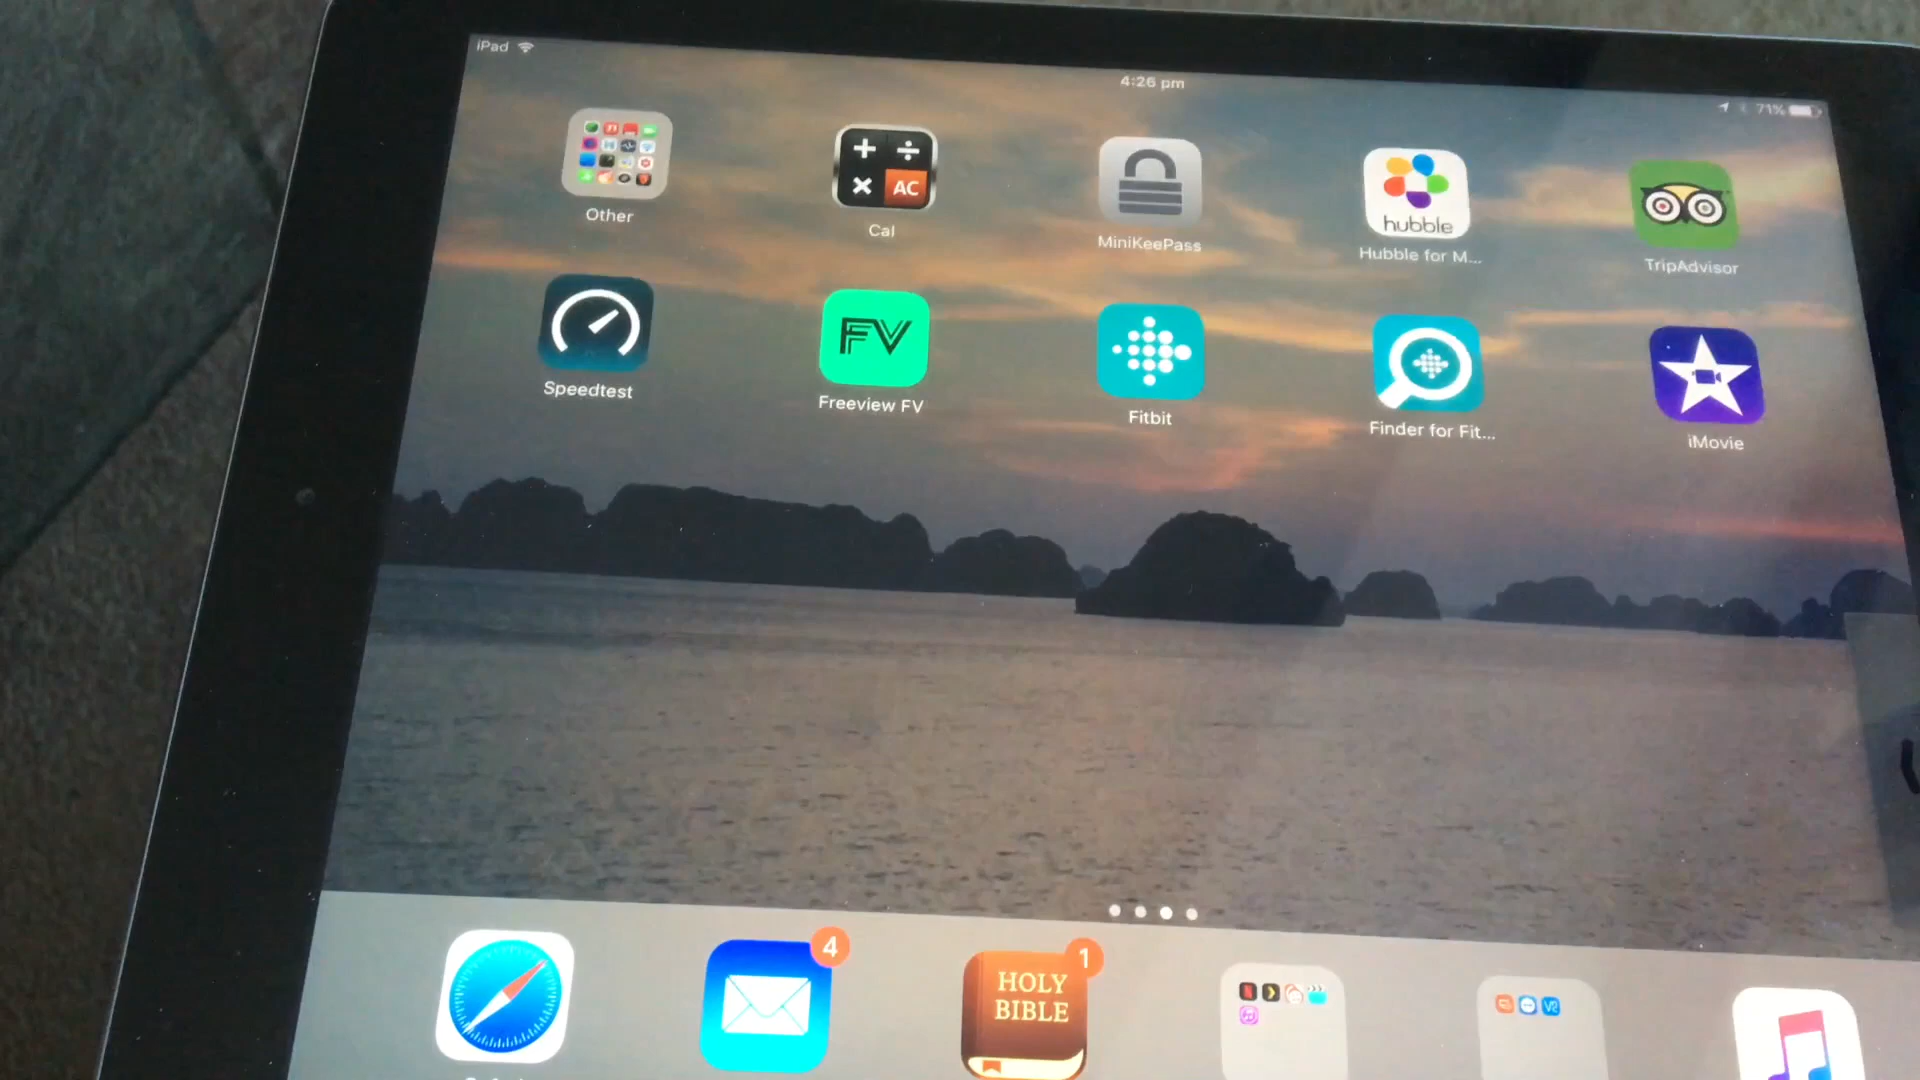 iPad
4:26 pm
71%
Other
AC
Cal
MiniKeePass
hubble
Hubble for M...
TripAdvisor
Speedtest
FV
Freeview FV
Fitbit
Finder for Fit...
iMovie
4
HOLY
BIBLE
1